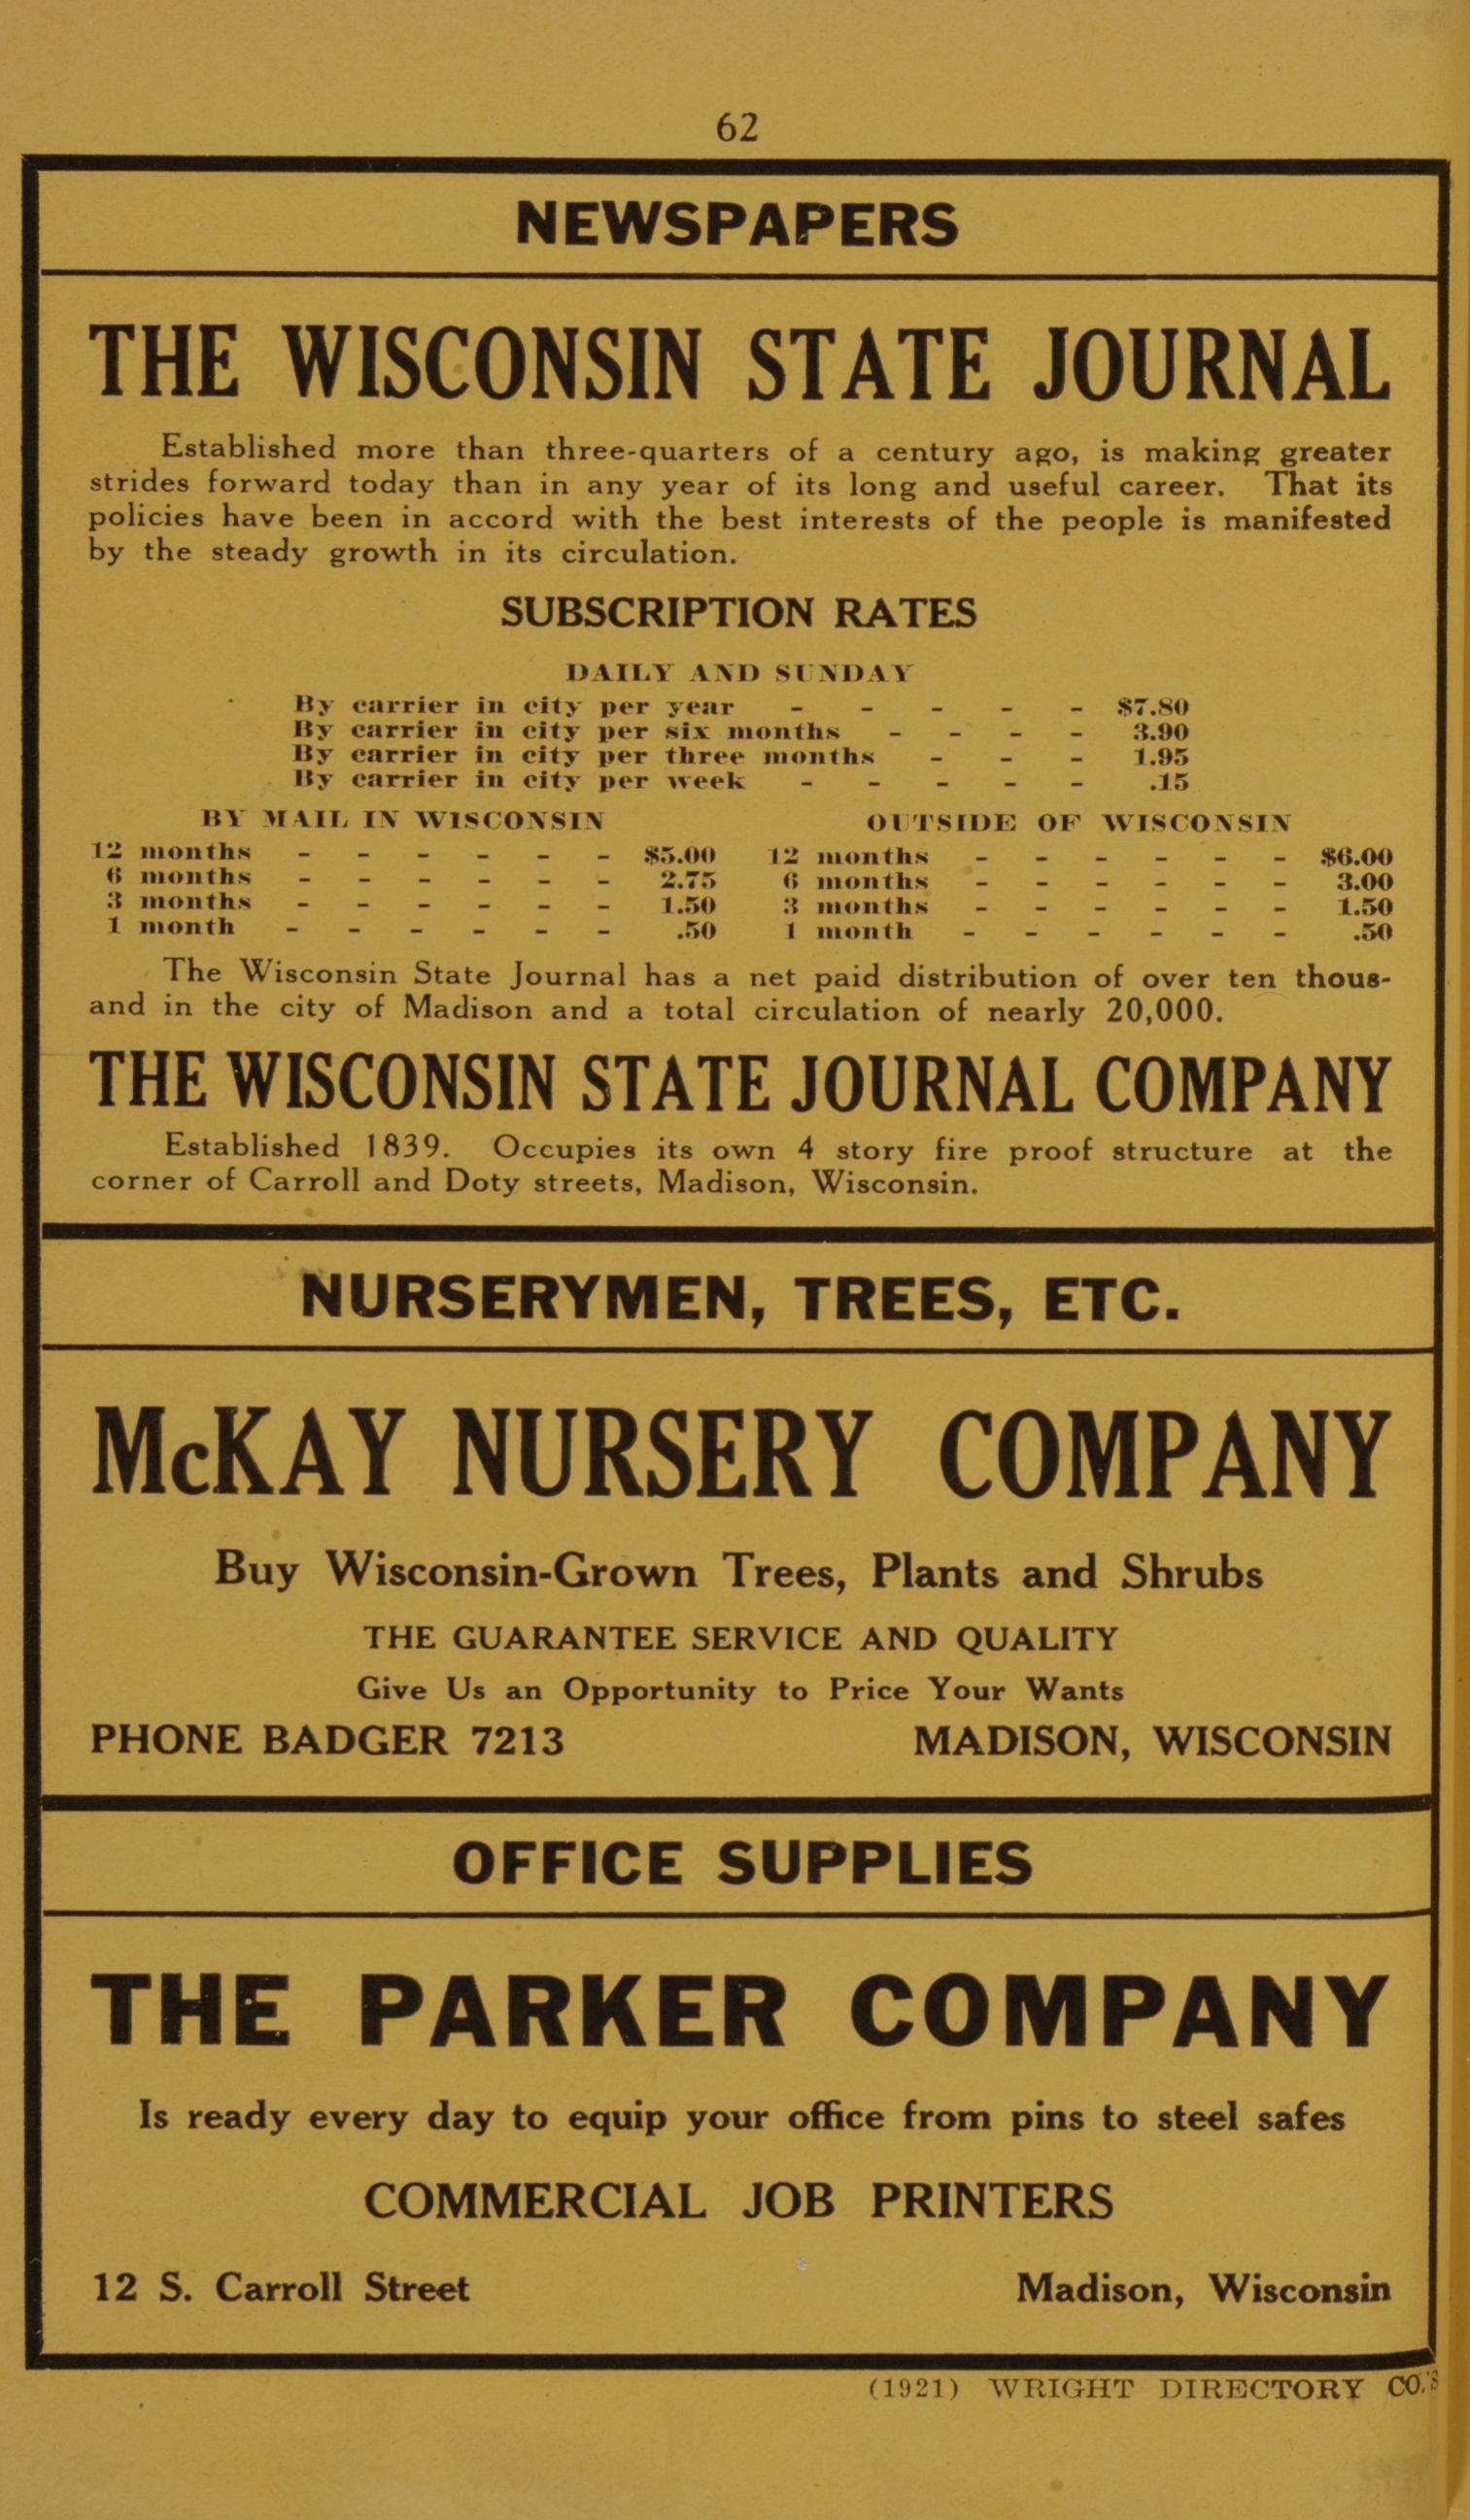 62
NEWSPAPERS
THE WISCONSIN STATE JOURNAL
Established more than three-quarters of a century ago, is making greater
strides forward today than in any year of its long and useful career. That its
policies have been in accord with the best interests of the people is manifested
by the steady growth in its circulation.
SUBSCRIPTION RATES
DAILY AND SUNDAY
By carrier in city per year - - - - - $7.80
By carrier in city per six months - - - - 3.90
By carrier in city per three months - - - 1.95
By carrier in city per week - - - - - .15
BY MAIL IN WISCONSIN
12 months - - - - - - $5.00
6 months - - - - - - 2.75
3 months - - - - - - 1.50
1 month - - - - - - .50
OUTSIDE OF WISCONSIN
12 months - - - - - - $6.00
6 months - - - - - - 3.00
3 months - - - - - - 1.50
1 month - - - - - - .50
The Wisconsin State Journal has a net paid distribution of over ten thous-
and in the city of Madison and a total circulation of nearly 20,000.
THE WISCONSIN STATE JOURNAL COMPANY
Established 1839. Occupies its own 4 story fire proof structure at the
corner of Carroll and Doty streets, Madison, Wisconsin.
NURSERYMEN, TREES, ETC.
McKAY NURSERY COMPANY
Buy Wisconsin-Grown Trees, Plants and Shrubs
THE GUARANTEE SERVICE AND QUALITY
Give Us an Opportunity to Price Your Wants
PHONE BADGER 7213 MADISON, WISCONSIN
OFFICE SUPPLIES
THE PARKER COMPANY
Is ready every day to equip your office from pins to steel safes
COMMERCIAL JOB PRINTERS
12 S. Carroll Street Madison, Wisconsin
(1921) WRIGHT DIRECTORY CO.'S